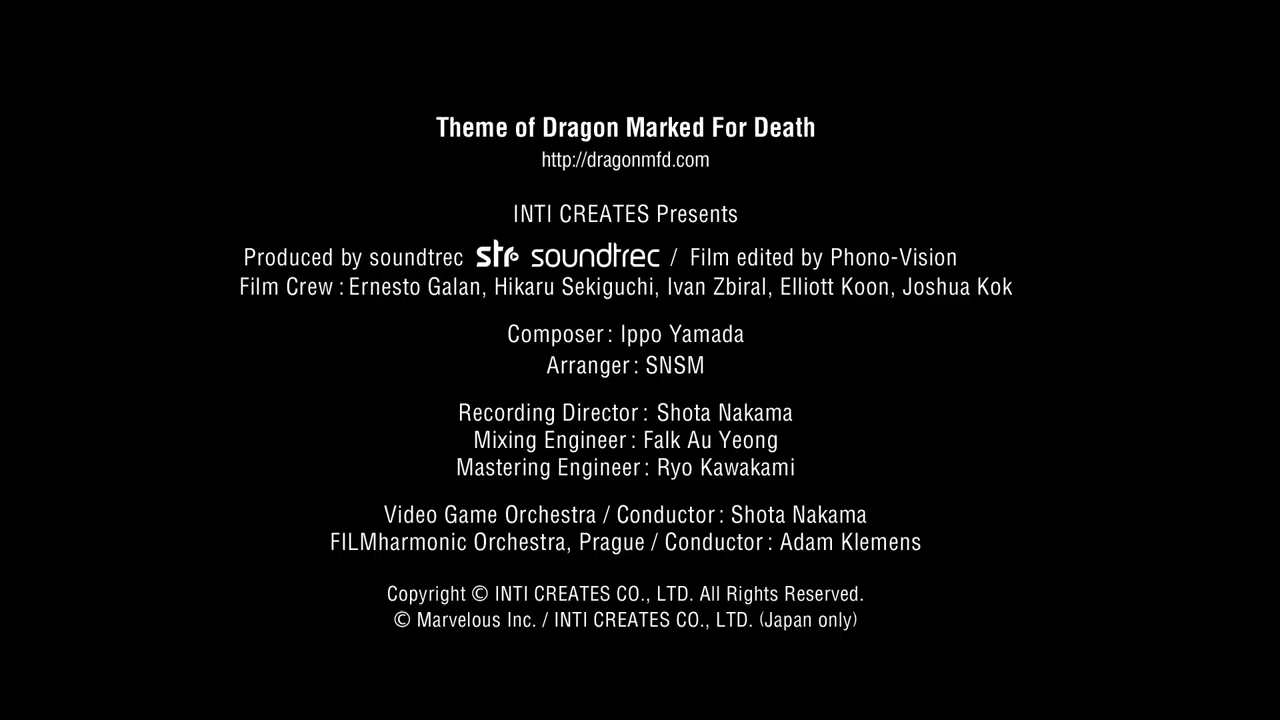 Theme of Dragon Marked For Death
http://dragonmfd.com
INTI CREATES Presents
Produced by soundtrec str soundtrec / Film edited by Phono-Vision
Film Crew : Ernesto Galan, Hikaru Sekiguchi, Ivan Zbiral, Elliott Koon, Joshua Kok
Composer : Ippo Yamada
Arranger : SNSM
Recording Director : Shota Nakama
Mixing Engineer : Falk Au Yeong
Mastering Engineer : Ryo Kawakami
Video Game Orchestra / Conductor : Shota Nakama
FILMharmonic Orchestra, Prague / Conductor : Adam Klemens
Copyright © INTI CREATES CO., LTD. All Rights Reserved.
© Marvelous Inc. / INTI CREATES CO., LTD. (Japan only)